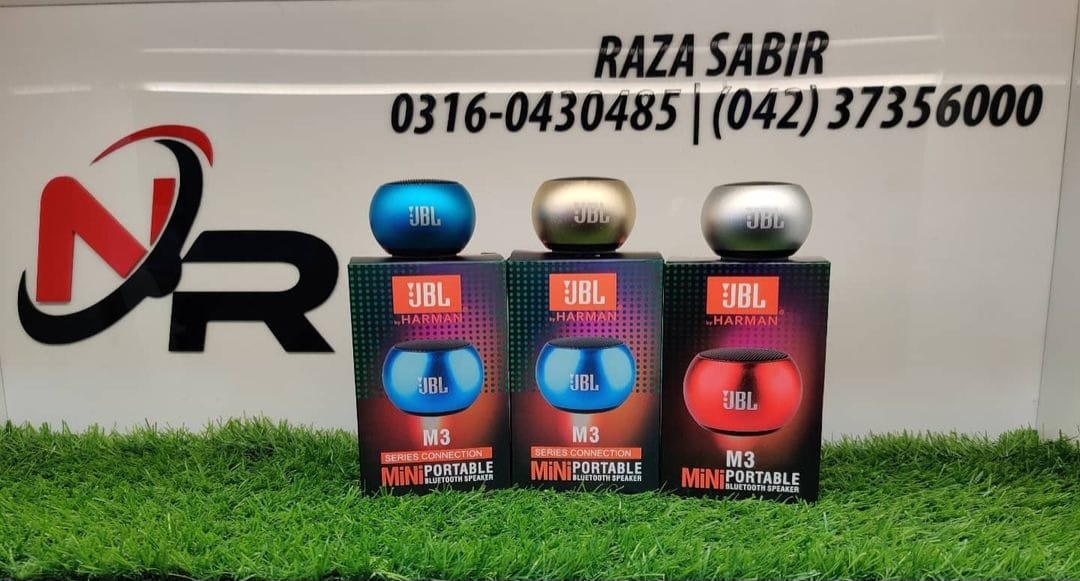 RAZA SABIR
0316-0430485 | (042) 37356000
NR
JBL
JBL
JBL
JBL
by HARMAN
JBL
M3
SERIES CONNECTION
MiNi PORTABLE
BLUETOOTH SPEAKER
JBL
by HARMAN
JBL
M3
SERIES CONNECTION
MiNi PORTABLE
BLUETOOTH SPEAKER
JBL®
by HARMAN
JBL
M3
MiNi PORTABLE
BLUETOOTH SPEAKER